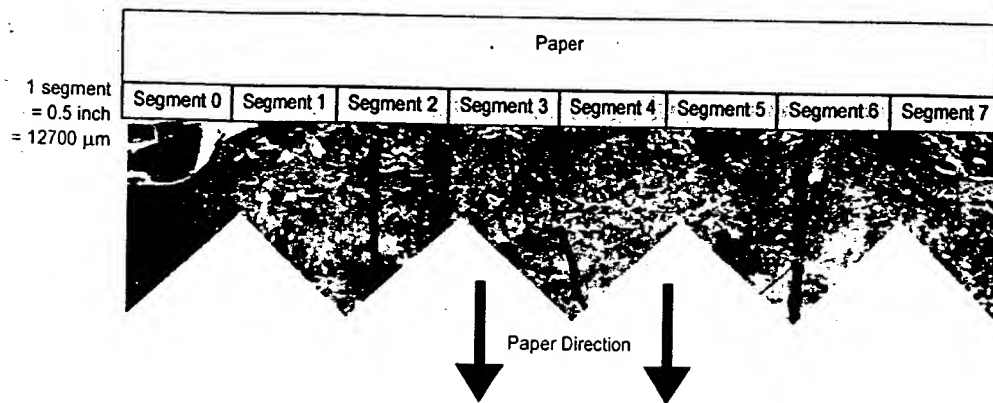 Paper
1 segment
= 0.5 inch
= 12700 µm
Segment 0 Segment 1 Segment 2 Segment 3 Segment 4 Segment 5 Segment 6 Segment 7
Paper Direction